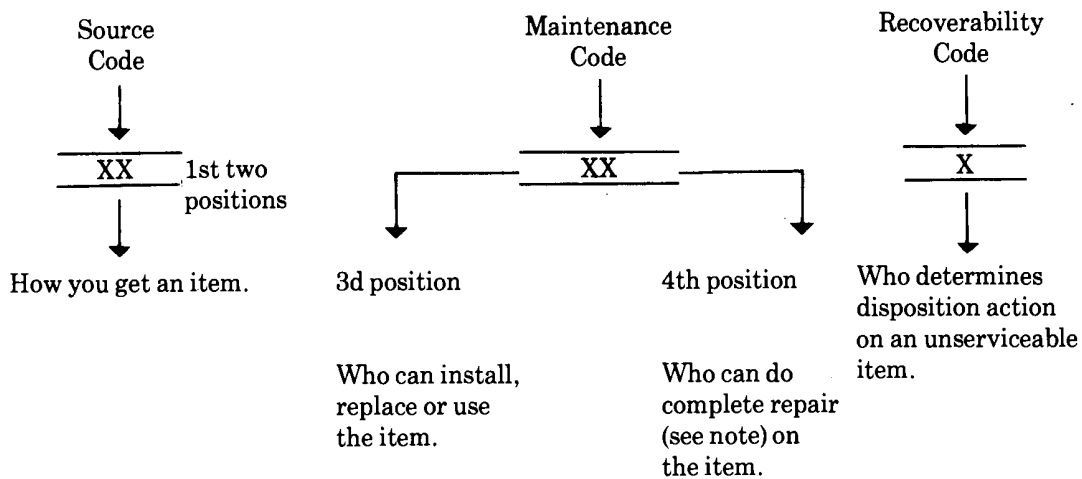 Source
Code
XX
1st two
positions
How you get an item.
Maintenance
Code
XX
3d position
Who can install,
replace or use
the item.
4th position
Who can do
complete repair
(see note) on
the item.
Recoverability
Code
X
Who determines
disposition action
on an unserviceable
item.